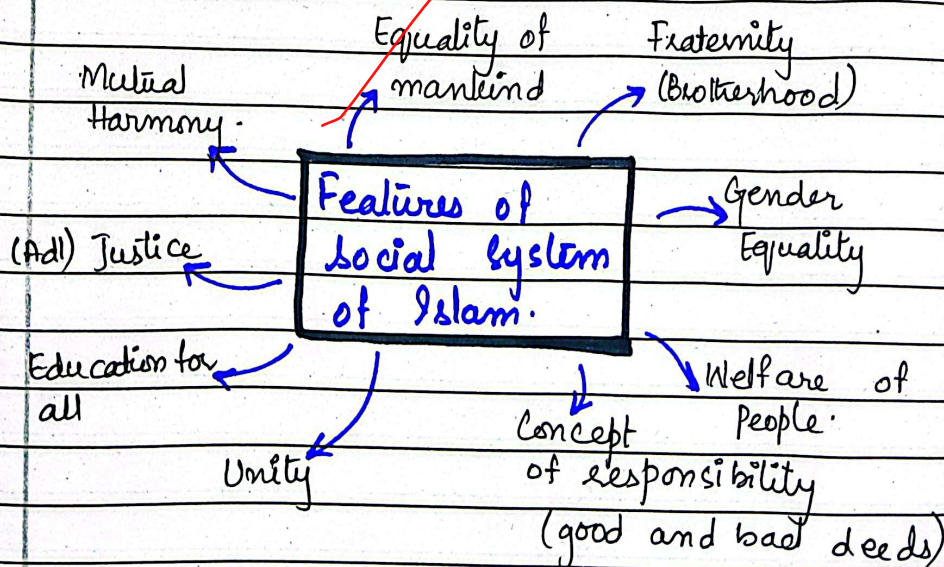 Equality of
mankind
Fraternity
(Brotherhood)
Mutual
Harmony.
Features of
social system
of Islam.
Gender
Equality
(Adl) Justice
Education for
all
Welfare of
People.
Unity
Concept
of responsibility
(good and bad deeds)